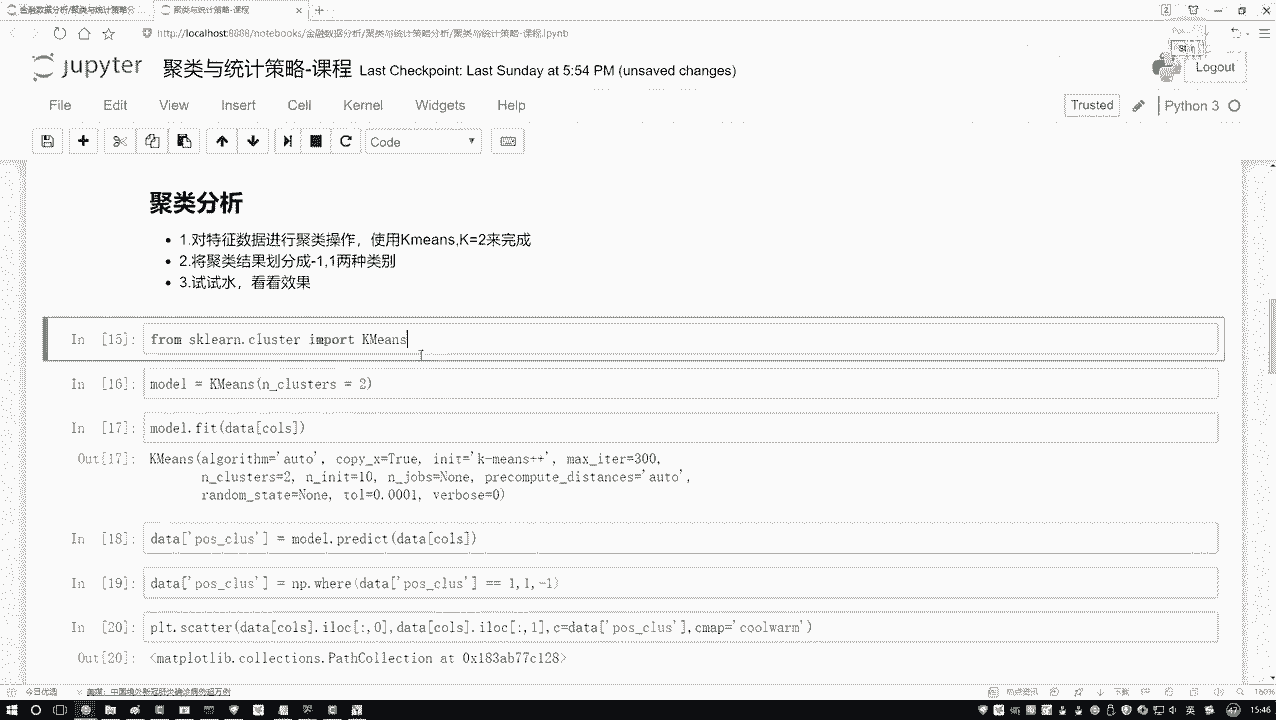 金融数据分析/聚类与统计策略分
聚类与统计策略-课程
http://localhost:8888/notebooks/金融数据分析/聚类与统计策略分析/聚类与统计策略-课程.ipynb
jupyter 聚类与统计策略-课程 Last Checkpoint: Last Sunday at 5:54 PM (unsaved changes)
Logout
File Edit View Insert Cell Kernel Widgets Help
Trusted Python 3
Code
聚类分析
• 1.对特征数据进行聚类操作，使用Kmeans,K=2来完成
• 2.将聚类结果划分成-1,1两种类别
• 3.试试水，看看效果
In [15]: from sklearn.cluster import KMeans
In [16]: model = KMeans(n_clusters = 2)
In [17]: model.fit(data[cols])
Out[17]: KMeans(algorithm='auto', copy_x=True, init='k-means++', max_iter=300,
n_clusters=2, n_init=10, n_jobs=None, precompute_distances='auto',
random_state=None, tol=0.0001, verbose=0)
In [18]: data['pos_clus'] = model.predict(data[cols])
In [19]: data['pos_clus'] = np.where(data['pos_clus'] == 1,1,-1)
In [20]: plt.scatter(data[cols].iloc[:,0],data[cols].iloc[:,1],c=data['pos_clus'],cmap='coolwarm')
Out[20]: <matplotlib.collections.PathCollection at 0x183ab77c128>
今日优选
下载
160%
英
15:46